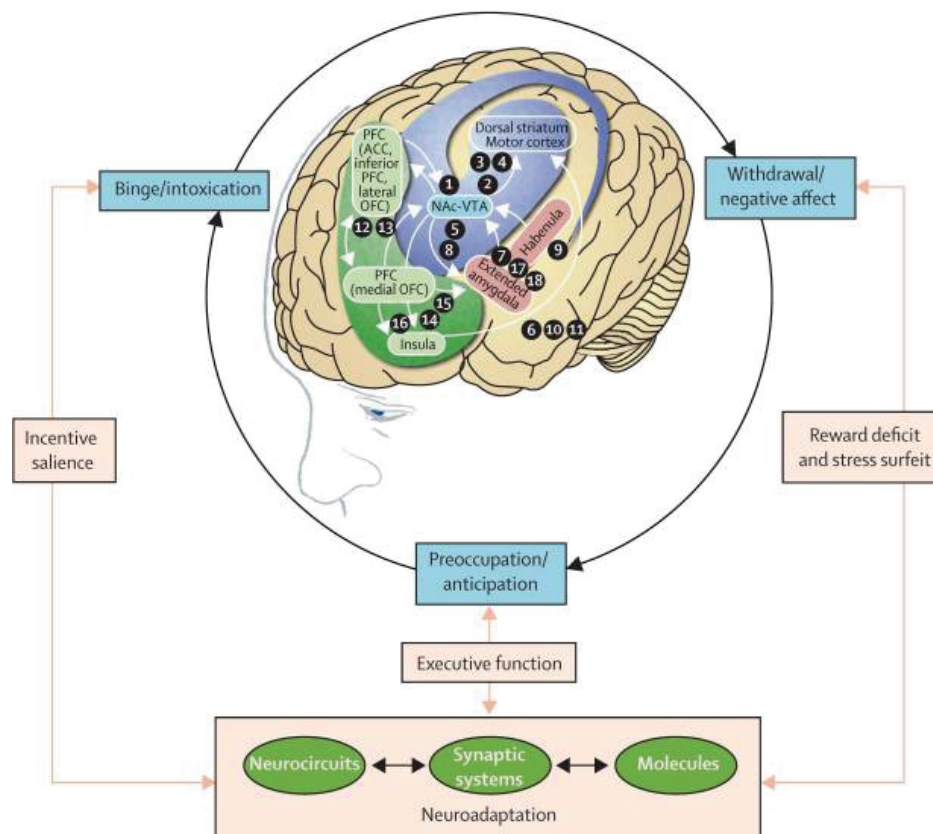 PFC
(ACC,
inferior
PFC,
lateral
OFC)
12 13
Dorsal striatum
Motor cortex
3 4
1 2
NAc-VTA
5
8
Habenula
9
7
17
18
Extended
amygdala
PFC
(medial OFC)
15
16 14
Insula
6 10 11
Binge/intoxication
Withdrawal/
negative affect
Incentive
salience
Reward deficit
and stress surfeit
Preoccupation/
anticipation
Executive function
Neurocircuits
Synaptic
systems
Molecules
Neuroadaptation